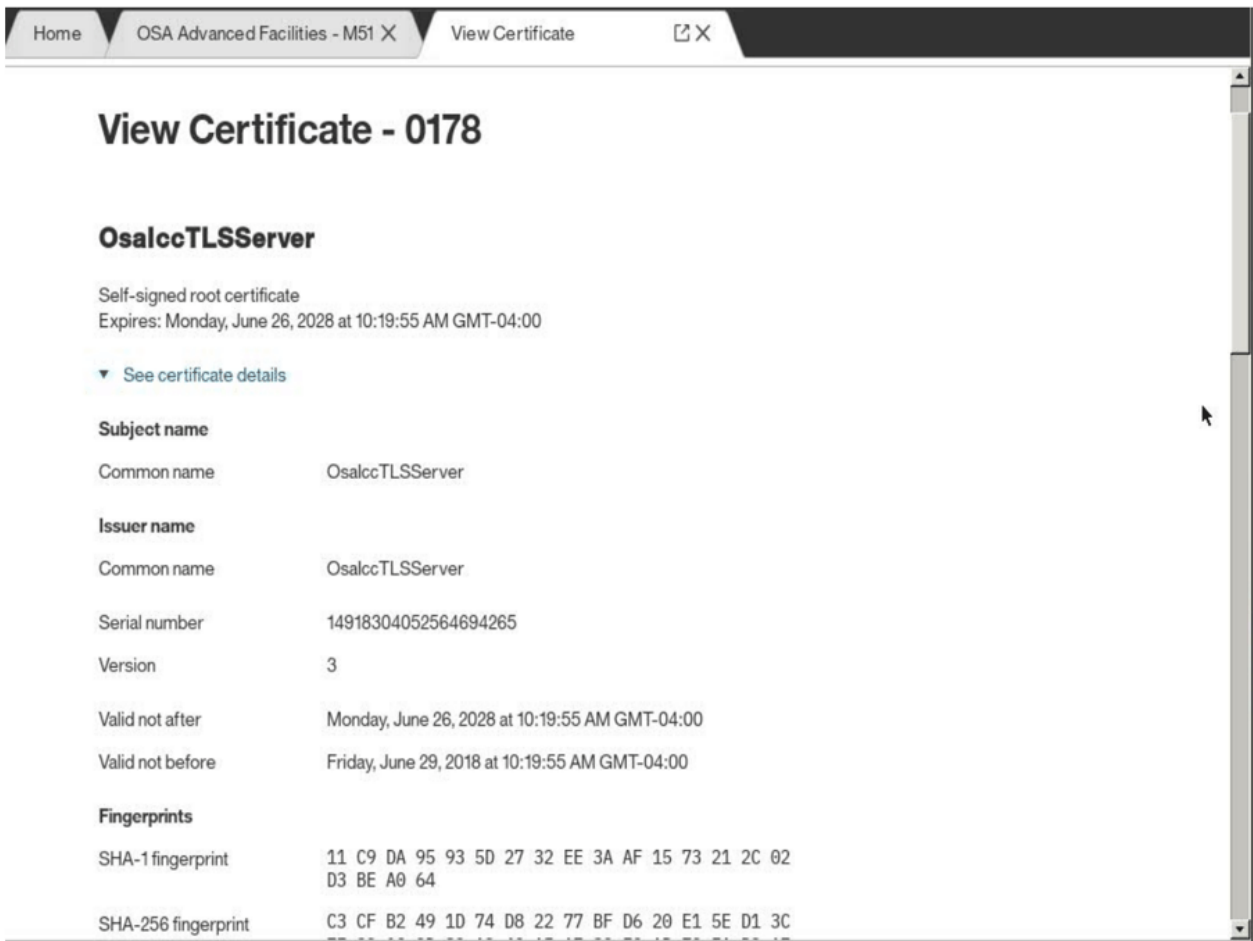 Home OSA Advanced Facilities - M51 View Certificate
View Certificate - 0178
OsaIccTLSServer
Self-signed root certificate
Expires: Monday, June 26, 2028 at 10:19:55 AM GMT-04:00
See certificate details
Subject name
Common name OsaIccTLSServer
Issuer name
Common name OsaIccTLSServer
Serial number 14918304052564694265
Version 3
Valid not after Monday, June 26, 2028 at 10:19:55 AM GMT-04:00
Valid not before Friday, June 29, 2018 at 10:19:55 AM GMT-04:00
Fingerprints
SHA-1 fingerprint 11 C9 DA 95 93 5D 27 32 EE 3A AF 15 73 21 2C 02
D3 BE A0 64
SHA-256 fingerprint C3 CF B2 49 1D 74 D8 22 77 BF D6 20 E1 5E D1 3C